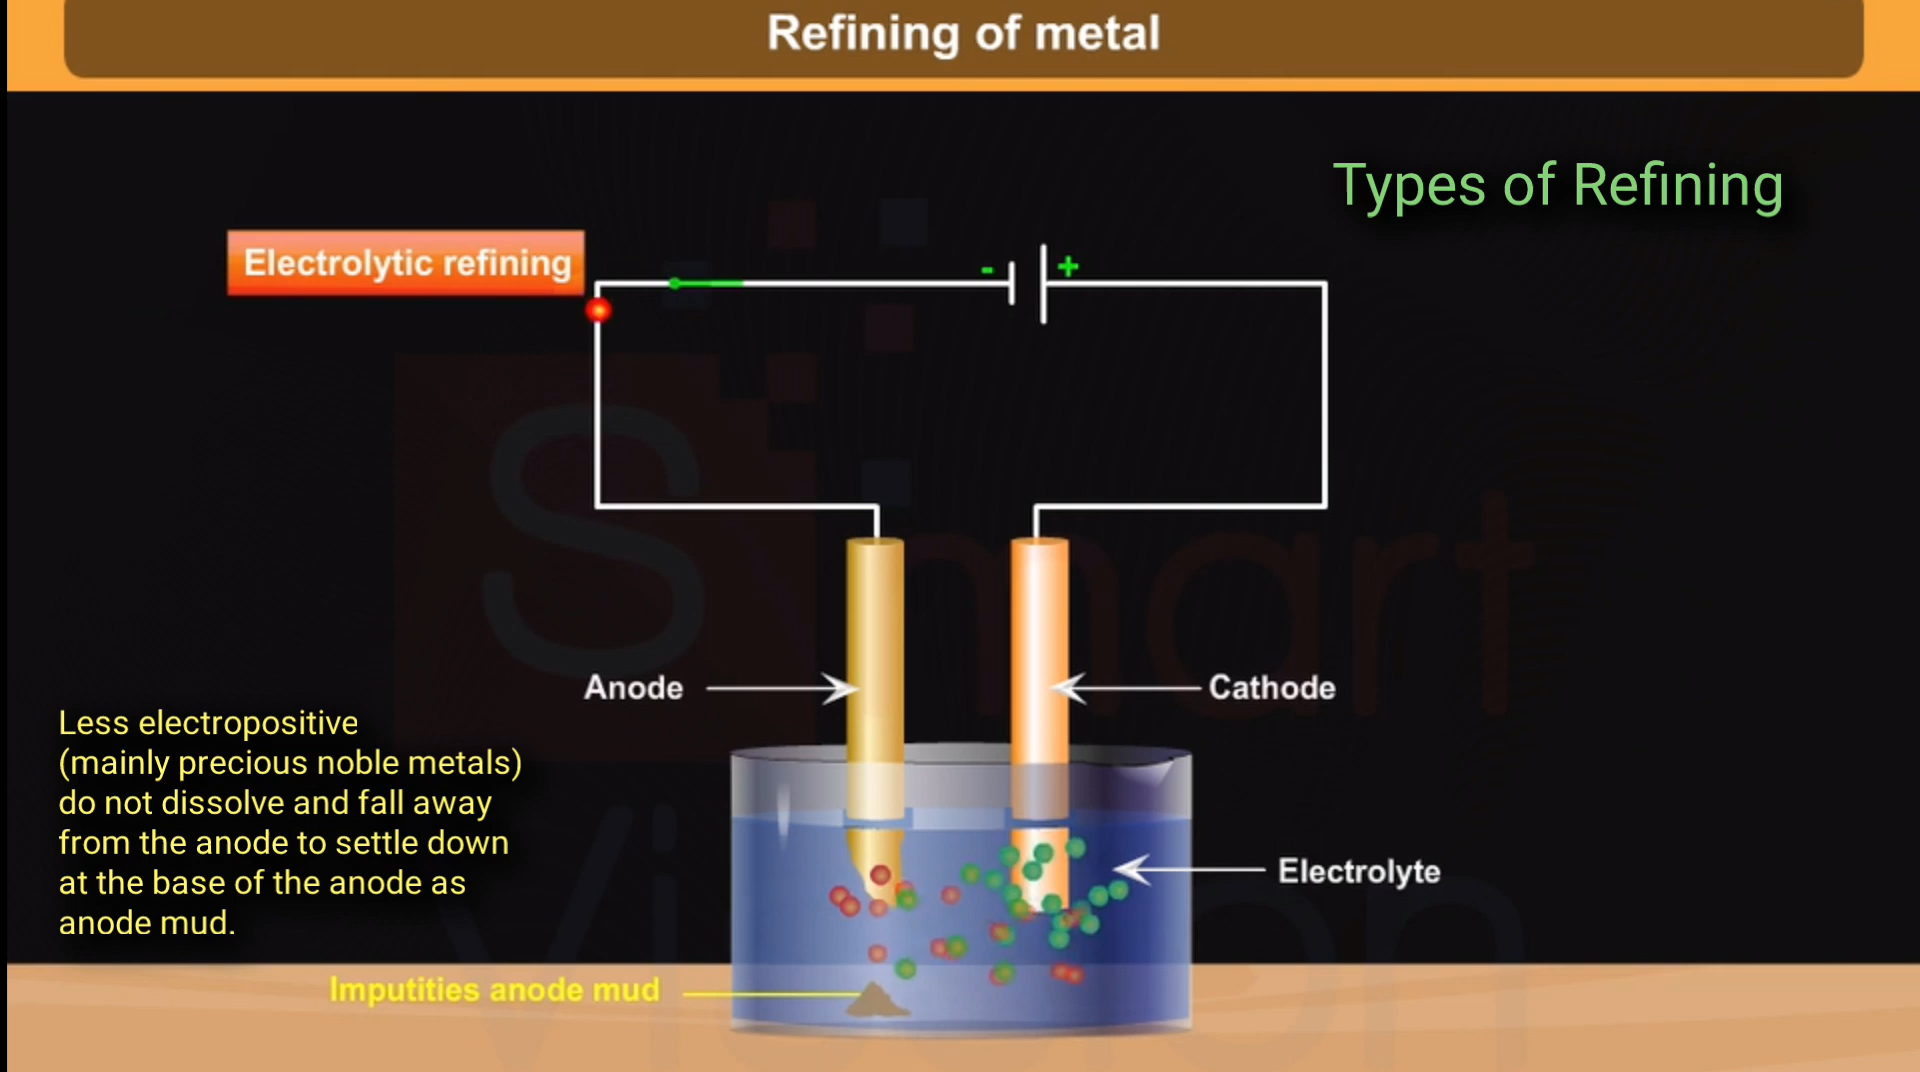 Refining of metal
Types of Refining
Electrolytic refining
- +
Anode
Cathode
Less electropositive
(mainly precious noble metals)
do not dissolve and fall away
from the anode to settle down
at the base of the anode as
anode mud.
Electrolyte
Imputities anode mud
Smart
Vission